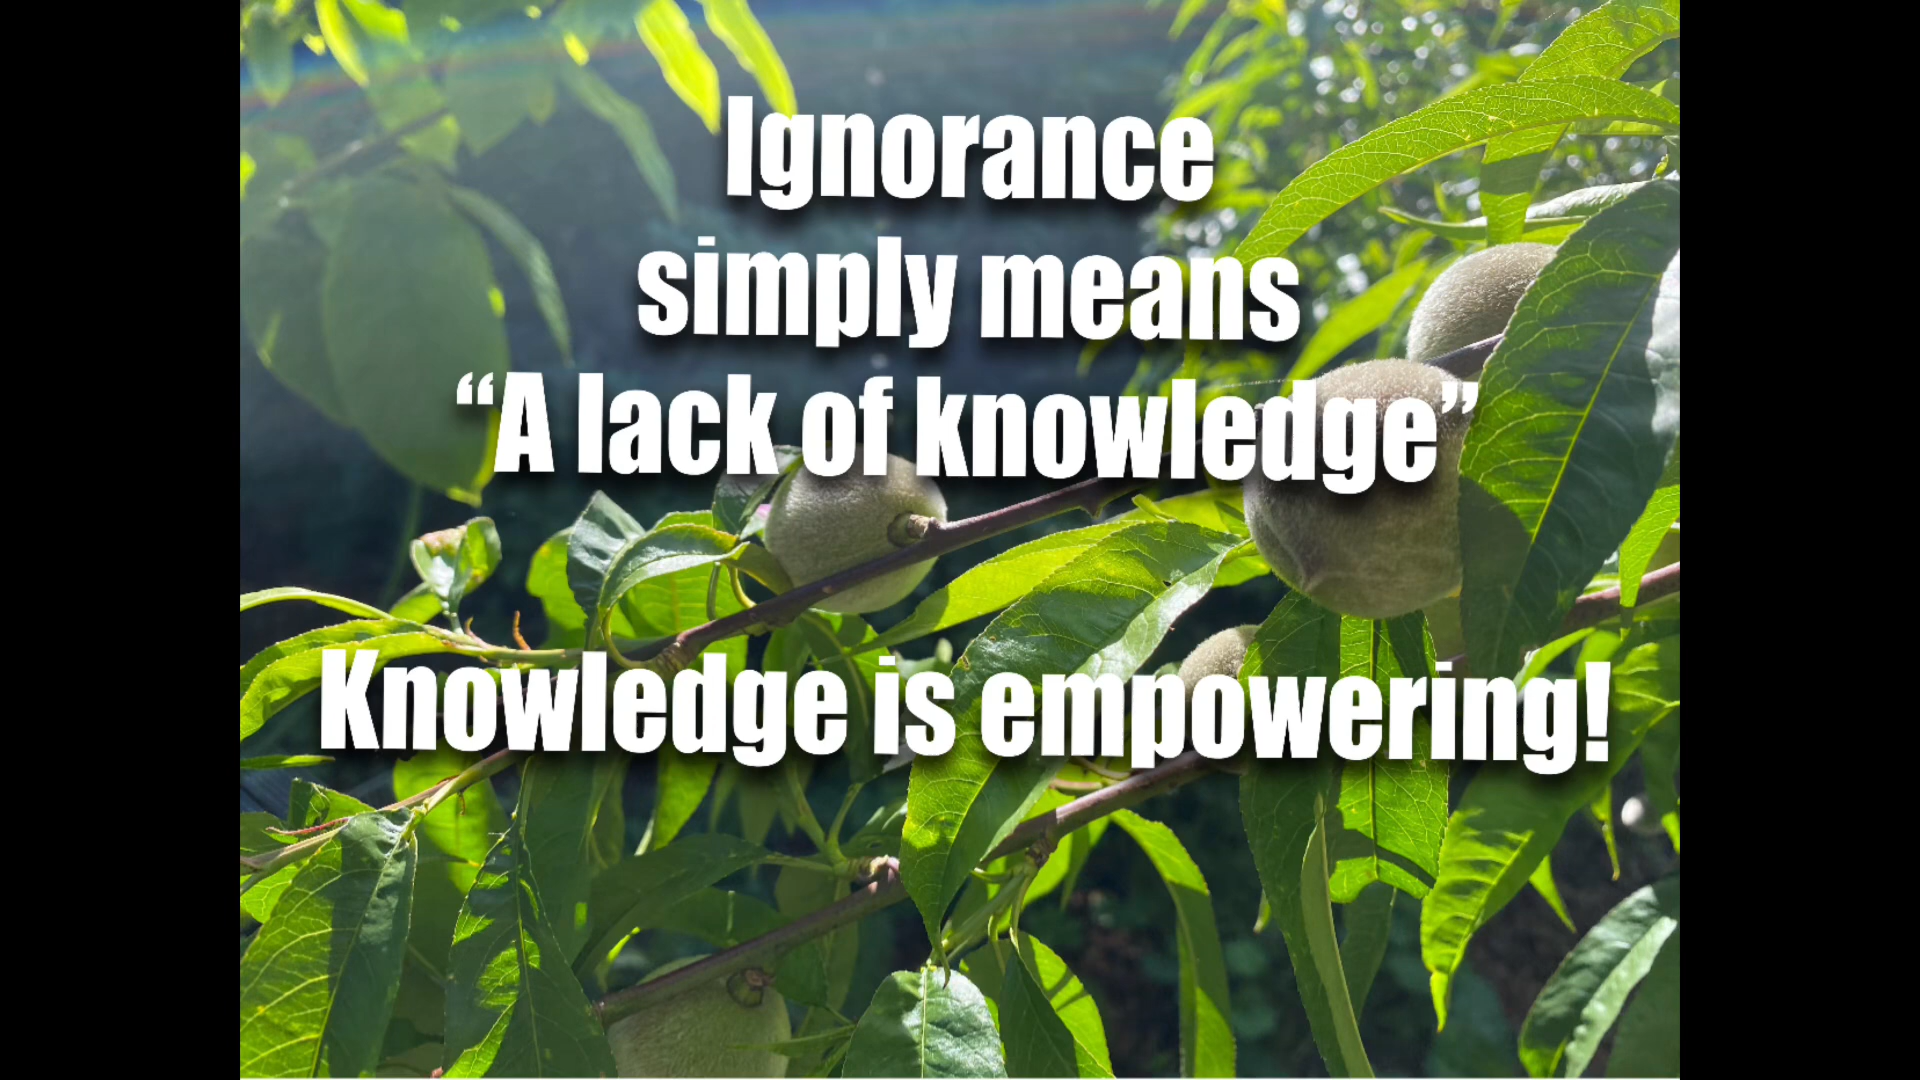 Ignorance
simply means
“A lack of knowledge”
Knowledge is empowering!